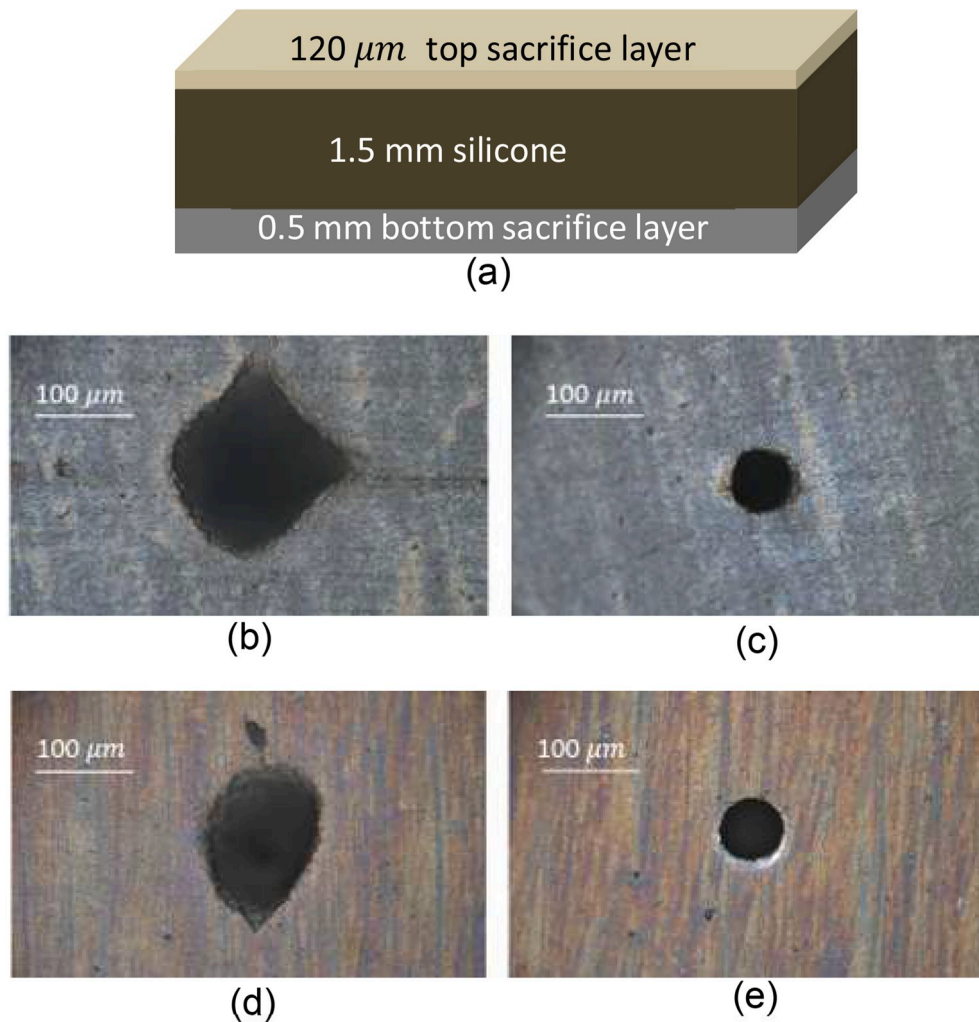 120 μm top sacrifice layer
1.5 mm silicone
0.5 mm bottom sacrifice layer
(a)
100 μm
100 μm
(b)
(c)
100 μm
100 μm
(d)
(e)